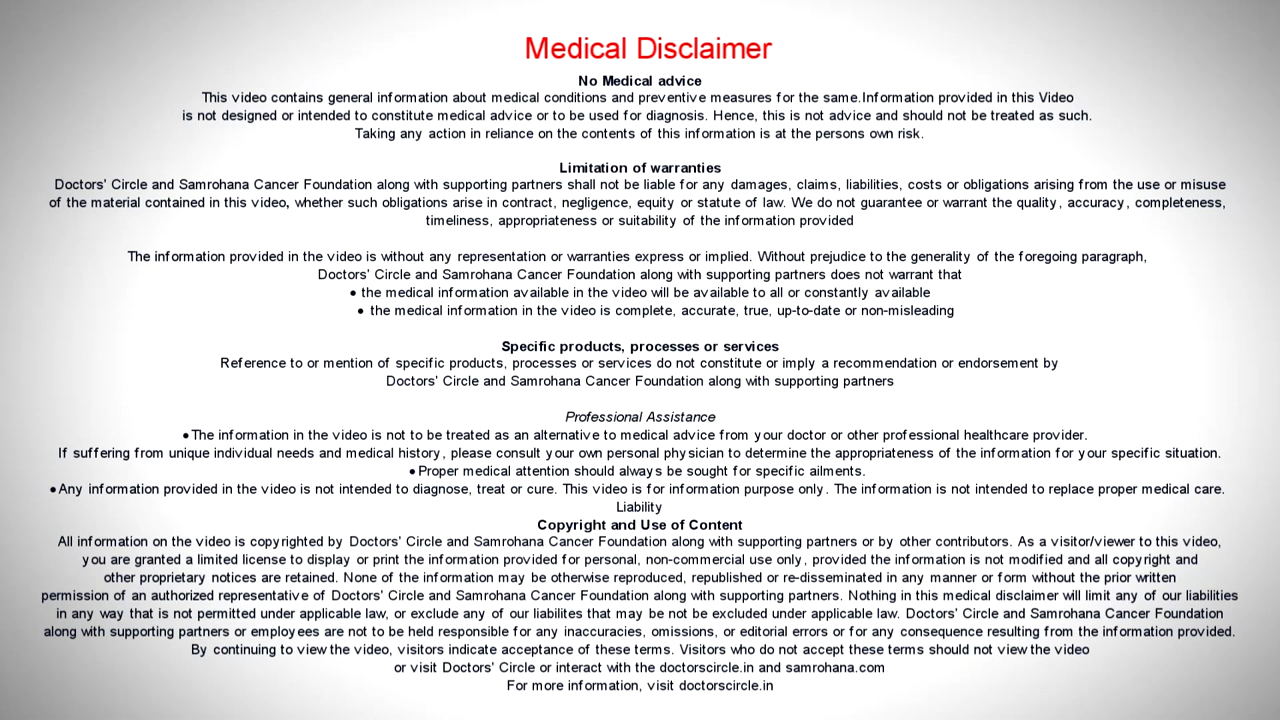 Medical Disclaimer
No Medical advice
This video contains general information about medical conditions and preventive measures for the same.Information provided in this Video
is not designed or intended to constitute medical advice or to be used for diagnosis. Hence, this is not advice and should not be treated as such.
Taking any action in reliance on the contents of this information is at the persons own risk.
Limitation of warranties
Doctors' Circle and Samrohana Cancer Foundation along with supporting partners shall not be liable for any damages, claims, liabilities, costs or obligations arising from the use or misuse
of the material contained in this video, whether such obligations arise in contract, negligence, equity or statute of law. We do not guarantee or warrant the quality, accuracy, completeness,
timeliness, appropriateness or suitability of the information provided
The information provided in the video is without any representation or warranties express or implied. Without prejudice to the generality of the foregoing paragraph,
Doctors' Circle and Samrohana Cancer Foundation along with supporting partners does not warrant that
• the medical information available in the video will be available to all or constantly available
• the medical information in the video is complete, accurate, true, up-to-date or non-misleading
Specific products, processes or services
Reference to or mention of specific products, processes or services do not constitute or imply a recommendation or endorsement by
Doctors' Circle and Samrohana Cancer Foundation along with supporting partners
Professional Assistance
•The information in the video is not to be treated as an alternative to medical advice from your doctor or other professional healthcare provider.
If suffering from unique individual needs and medical history, please consult your own personal physician to determine the appropriateness of the information for your specific situation.
•Proper medical attention should always be sought for specific ailments.
•Any information provided in the video is not intended to diagnose, treat or cure. This video is for information purpose only. The information is not intended to replace proper medical care.
Liability
Copyright and Use of Content
All information on the video is copyrighted by Doctors' Circle and Samrohana Cancer Foundation along with supporting partners or by other contributors. As a visitor/viewer to this video,
you are granted a limited license to display or print the information provided for personal, non-commercial use only, provided the information is not modified and all copyright and
other proprietary notices are retained. None of the information may be otherwise reproduced, republished or re-disseminated in any manner or form without the prior written
permission of an authorized representative of Doctors' Circle and Samrohana Cancer Foundation along with supporting partners. Nothing in this medical disclaimer will limit any of our liabilities
in any way that is not permitted under applicable law, or exclude any of our liabilites that may be not be excluded under applicable law. Doctors' Circle and Samrohana Cancer Foundation
along with supporting partners or employees are not to be held responsible for any inaccuracies, omissions, or editorial errors or for any consequence resulting from the information provided.
By continuing to view the video, visitors indicate acceptance of these terms. Visitors who do not accept these terms should not view the video
or visit Doctors' Circle or interact with the doctorscircle.in and samrohana.com
For more information, visit doctorscircle.in